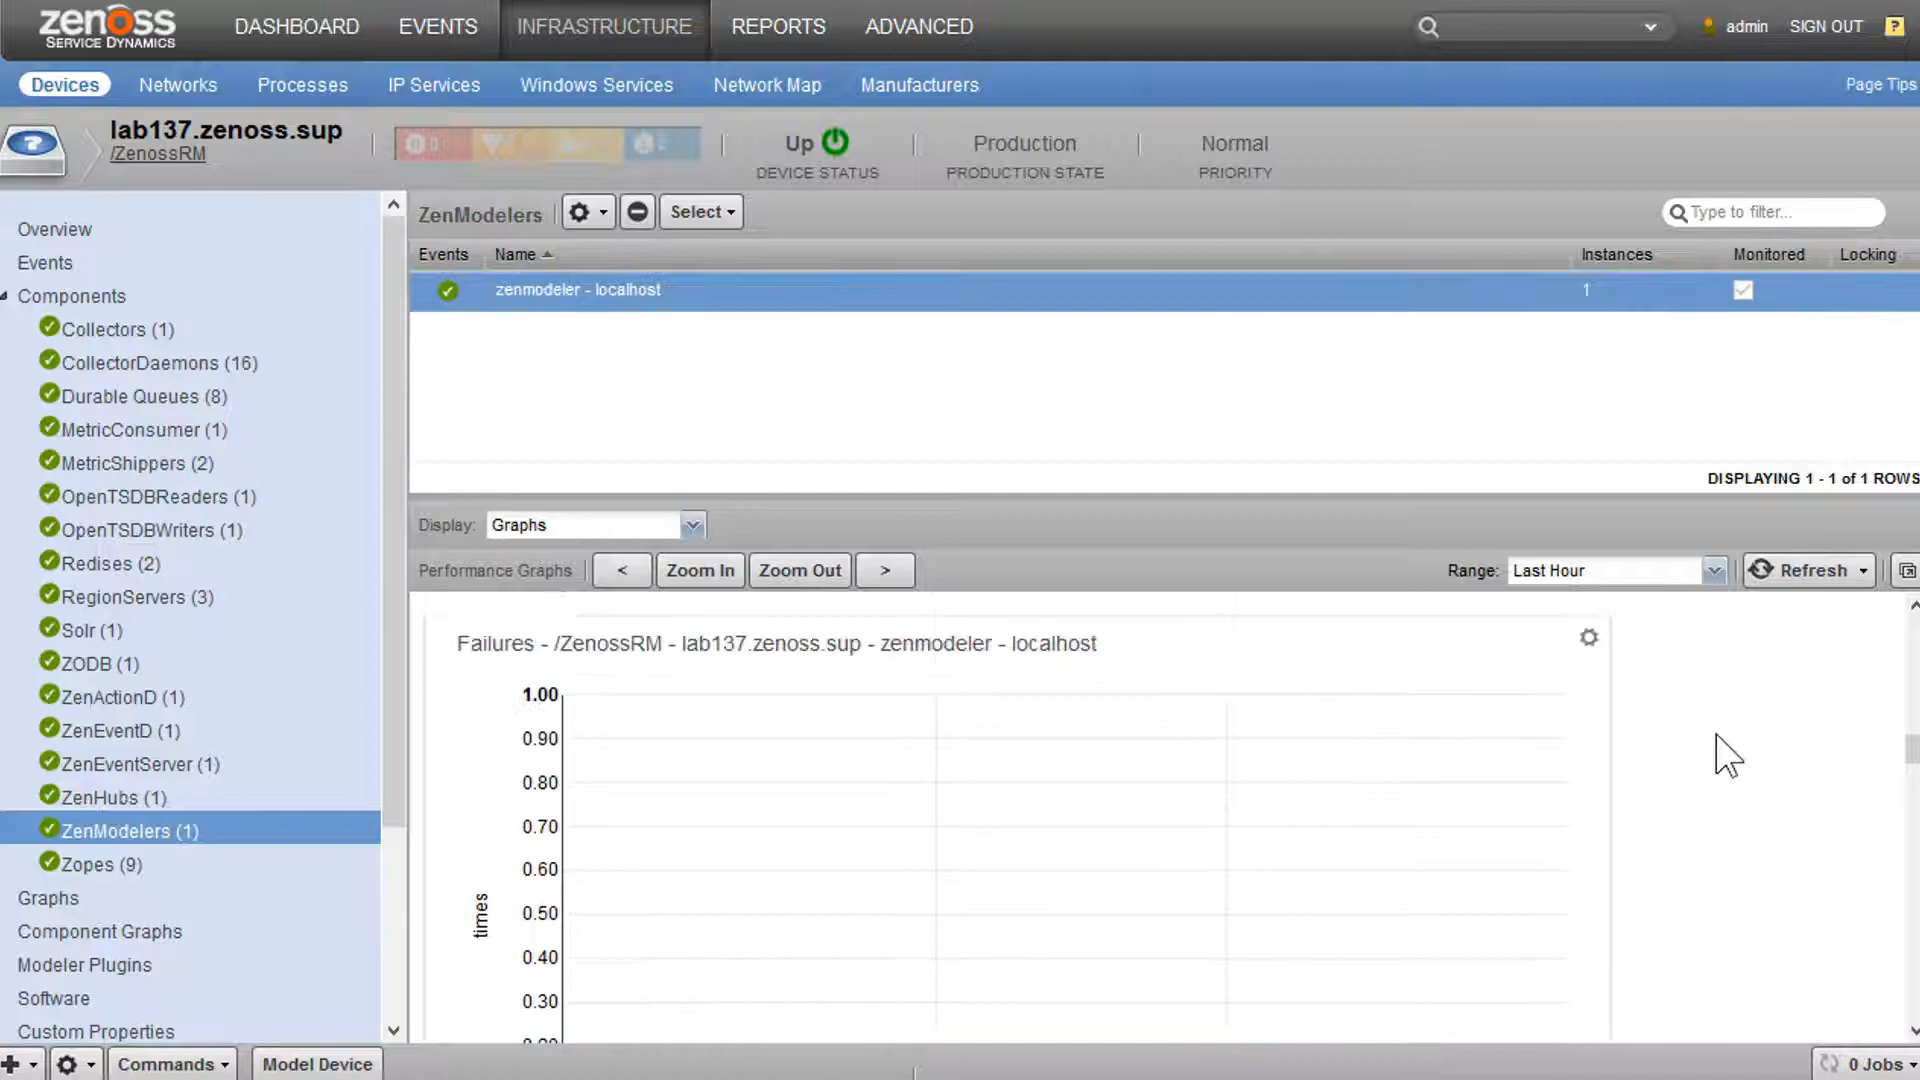 zenoss
SERVICE DYNAMICS
DASHBOARD EVENTS INFRASTRUCTURE REPORTS ADVANCED
admin SIGN OUT ?
Devices Networks Processes IP Services Windows Services Network Map Manufacturers Page Tips
lab137.zenoss.sup
/ZenossRM
Up
DEVICE STATUS
Production
PRODUCTION STATE
Normal
PRIORITY
Overview
Events
Components
Collectors (1)
CollectorDaemons (16)
Durable Queues (8)
MetricConsumer (1)
MetricShippers (2)
OpenTSDBReaders (1)
OpenTSDBWriters (1)
Redises (2)
RegionServers (3)
Solr (1)
ZODB (1)
ZenActionD (1)
ZenEventD (1)
ZenEventServer (1)
ZenHubs (1)
ZenModelers (1)
Zopes (9)
Graphs
Component Graphs
Modeler Plugins
Software
Custom Properties
ZenModelers Select Type to filter...
Events Name Instances Monitored Locking
zenmodeler - localhost 1
DISPLAYING 1 - 1 of 1 ROWS
Display: Graphs
Performance Graphs < Zoom In Zoom Out > Range: Last Hour Refresh
Failures - /ZenossRM - lab137.zenoss.sup - zenmodeler - localhost
1.00
0.90
0.80
0.70
0.60
0.50
0.40
0.30
times
Commands Model Device 0 Jobs